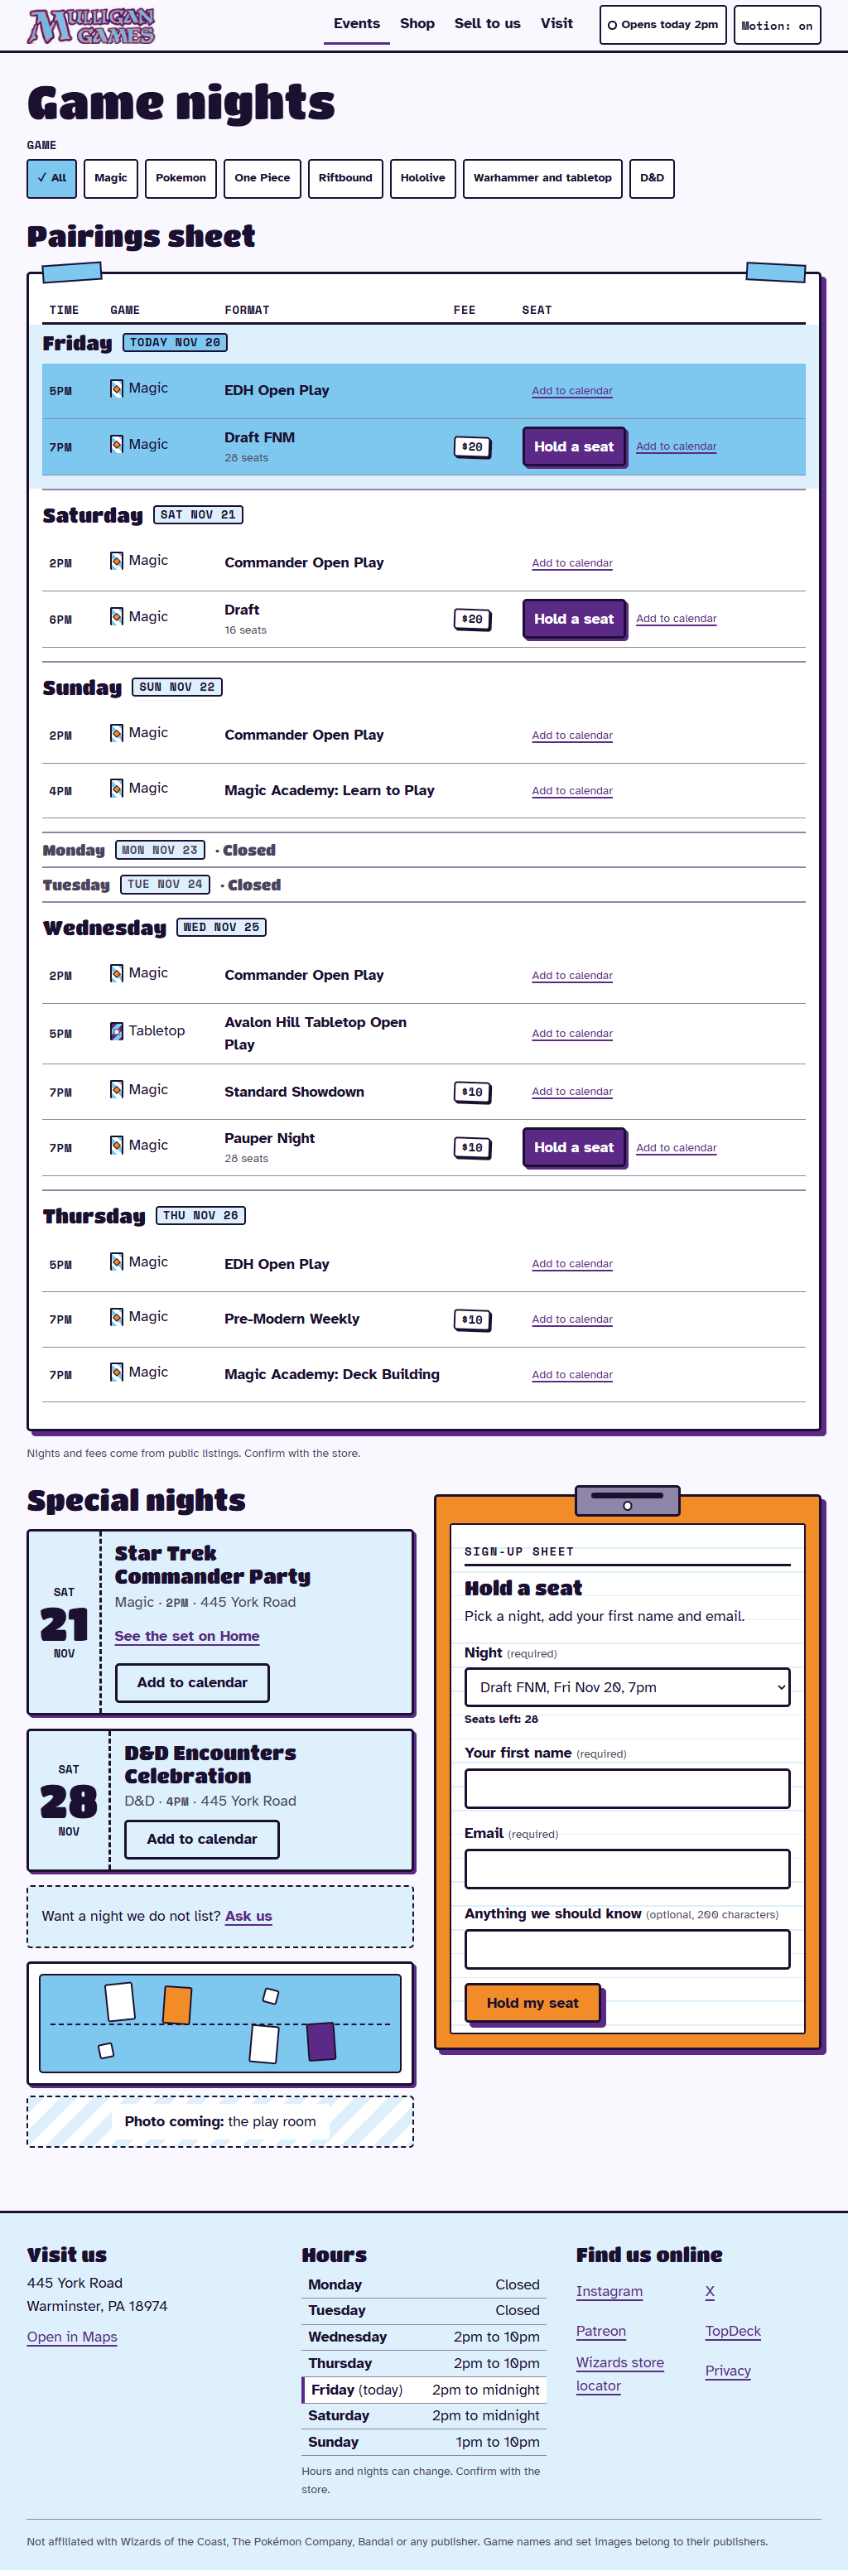 MULLIGAN GAMES
Events Shop Sell to us Visit Opens today 2pm Motion: on
Game nights
GAME
✓ All Magic Pokemon One Piece Riftbound Hololive Warhammer and tabletop D&D
Pairings sheet
TIME GAME FORMAT FEE SEAT
Friday TODAY NOV 20
5PM Magic EDH Open Play Add to calendar
7PM Magic Draft FNM $20 Hold a seat Add to calendar
28 seats
Saturday SAT NOV 21
2PM Magic Commander Open Play Add to calendar
6PM Magic Draft $20 Hold a seat Add to calendar
16 seats
Sunday SUN NOV 22
2PM Magic Commander Open Play Add to calendar
4PM Magic Magic Academy: Learn to Play Add to calendar
Monday MON NOV 23 · Closed
Tuesday TUE NOV 24 · Closed
Wednesday WED NOV 25
2PM Magic Commander Open Play Add to calendar
5PM Tabletop Avalon Hill Tabletop Open Add to calendar
Play
7PM Magic Standard Showdown $10 Add to calendar
7PM Magic Pauper Night $10 Hold a seat Add to calendar
28 seats
Thursday THU NOV 26
5PM Magic EDH Open Play Add to calendar
7PM Magic Pre-Modern Weekly $10 Add to calendar
7PM Magic Magic Academy: Deck Building Add to calendar
Nights and fees come from public listings. Confirm with the store.
Special nights
SAT
21
NOV
Star Trek
Commander Party
Magic · 2PM · 445 York Road
See the set on Home
Add to calendar
SAT
28
NOV
D&D Encounters
Celebration
D&D · 4PM · 445 York Road
Add to calendar
Want a night we do not list? Ask us
Photo coming: the play room
SIGN-UP SHEET
Hold a seat
Pick a night, add your first name and email.
Night (required)
Draft FNM, Fri Nov 20, 7pm
Seats left: 28
Your first name (required)
Email (required)
Anything we should know (optional, 200 characters)
Hold my seat
Visit us
445 York Road
Warminster, PA 18974
Open in Maps
Hours
Monday Closed
Tuesday Closed
Wednesday 2pm to 10pm
Thursday 2pm to 10pm
Friday (today) 2pm to midnight
Saturday 2pm to midnight
Sunday 1pm to 10pm
Hours and nights can change. Confirm with the
store.
Find us online
Instagram X
Patreon TopDeck
Wizards store
locator
Privacy
Not affiliated with Wizards of the Coast, The Pokémon Company, Bandai or any publisher. Game names and set images belong to their publishers.